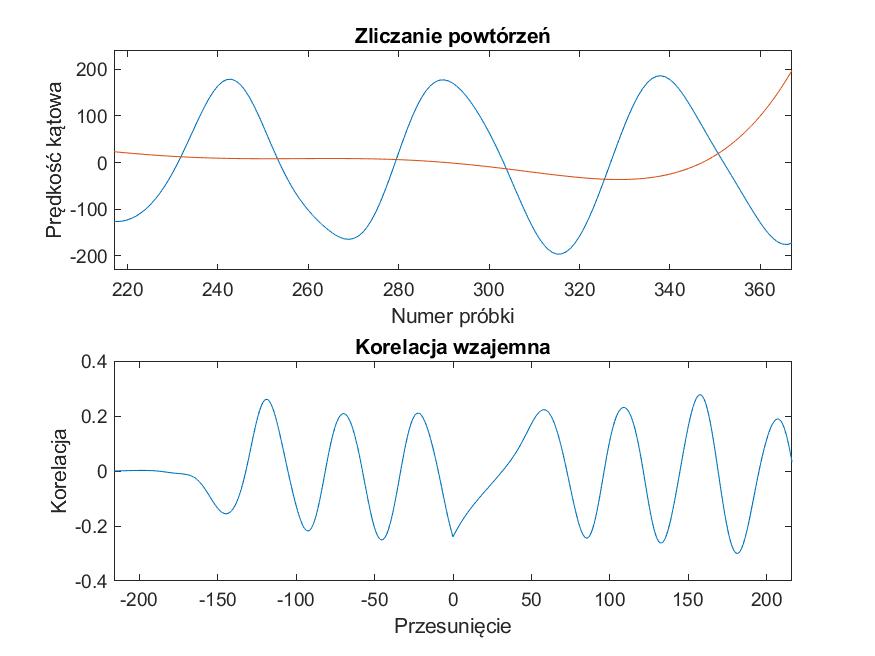 Zliczanie powtórzeń
Prędkość kątowa
200
100
0
-100
-200
220 240 260 280 300 320 340 360
Numer próbki
Korelacja wzajemna
Korelacja
0.4
0.2
0
-0.2
-0.4
-200 -150 -100 -50 0 50 100 150 200
Przesunięcie